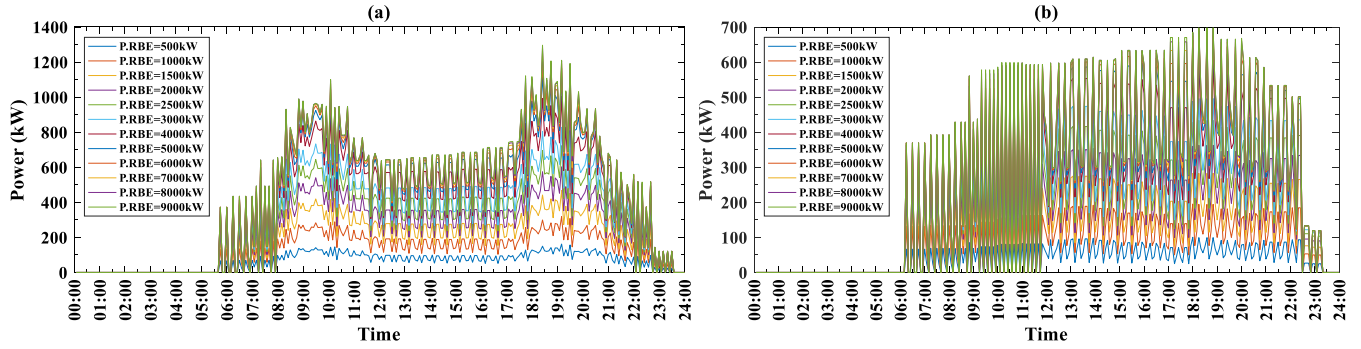 (a)
1400
1200
1000
800
600
400
200
0
Power (kW)
P.RBE=500kW
P.RBE=1000kW
P.RBE=1500kW
P.RBE=2000kW
P.RBE=2500kW
P.RBE=3000kW
P.RBE=4000kW
P.RBE=5000kW
P.RBE=6000kW
P.RBE=7000kW
P.RBE=8000kW
P.RBE=9000kW
00:00 01:00 02:00 03:00 04:00 05:00 06:00 07:00 08:00 09:00 10:00 11:00 12:00 13:00 14:00 15:00 16:00 17:00 18:00 19:00 20:00 21:00 22:00 23:00 24:00
Time
(b)
700
600
500
400
300
200
100
0
Power (kW)
P.RBE=500kW
P.RBE=1000kW
P.RBE=1500kW
P.RBE=2000kW
P.RBE=2500kW
P.RBE=3000kW
P.RBE=4000kW
P.RBE=5000kW
P.RBE=6000kW
P.RBE=7000kW
P.RBE=8000kW
P.RBE=9000kW
00:00 01:00 02:00 03:00 04:00 05:00 06:00 07:00 08:00 09:00 10:00 11:00 12:00 13:00 14:00 15:00 16:00 17:00 18:00 19:00 20:00 21:00 22:00 23:00 24:00
Time